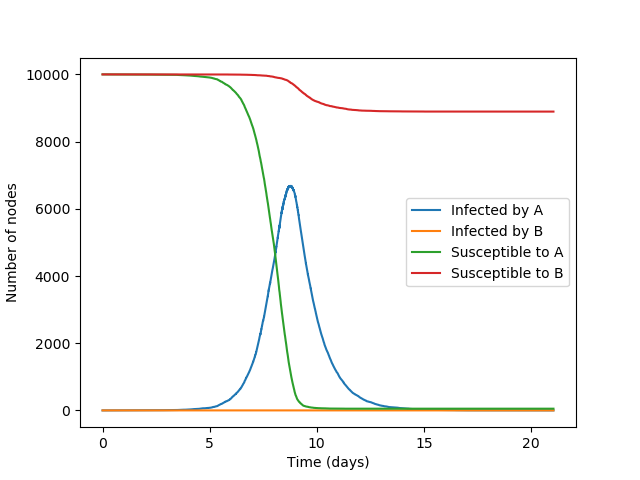 10000
8000
6000
4000
2000
0
Number of nodes
Infected by A
Infected by B
Susceptible to A
Susceptible to B
0 5 10 15 20
Time (days)